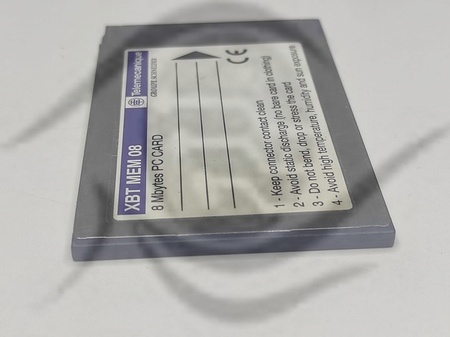 XBT MEM 08
Telemecanique
8 Mbytes PC CARD
GROUPE SCHNEIDER
CE
1 - Keep connector contact clean
2 - Avoid static discharge (no bare card in clothing)
3 - Do not bend, drop or stress the card
4 - Avoid high temperature, humidity and sun exposure